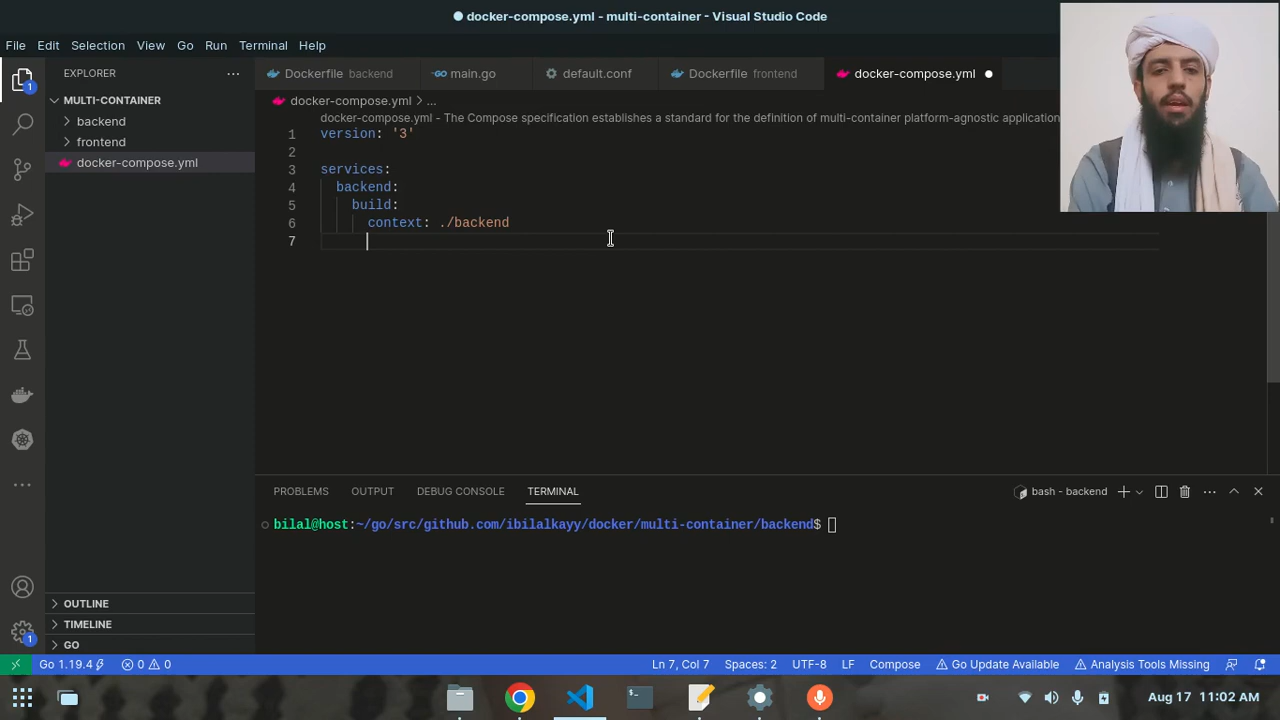 docker-compose.yml - multi-container - Visual Studio Code
File Edit Selection View Go Run Terminal Help
EXPLORER
Dockerfile backend
main.go
default.conf
Dockerfile frontend
docker-compose.yml
MULTI-CONTAINER
backend
frontend
docker-compose.yml
docker-compose.yml > ...
docker-compose.yml - The Compose specification establishes a standard for the definition of multi-container platform-agnostic application
1 version: '3'
2
3 services:
4 backend:
5 build:
6 context: ./backend
7
PROBLEMS OUTPUT DEBUG CONSOLE TERMINAL
bash - backend
bilal@host:~/go/src/github.com/ibilalkayy/docker/multi-container/backend$
OUTLINE
TIMELINE
GO
1
1
Go 1.19.4 0 0 Ln 7, Col 7 Spaces: 2 UTF-8 LF Compose Go Update Available Analysis Tools Missing
Aug 17 11:02 AM